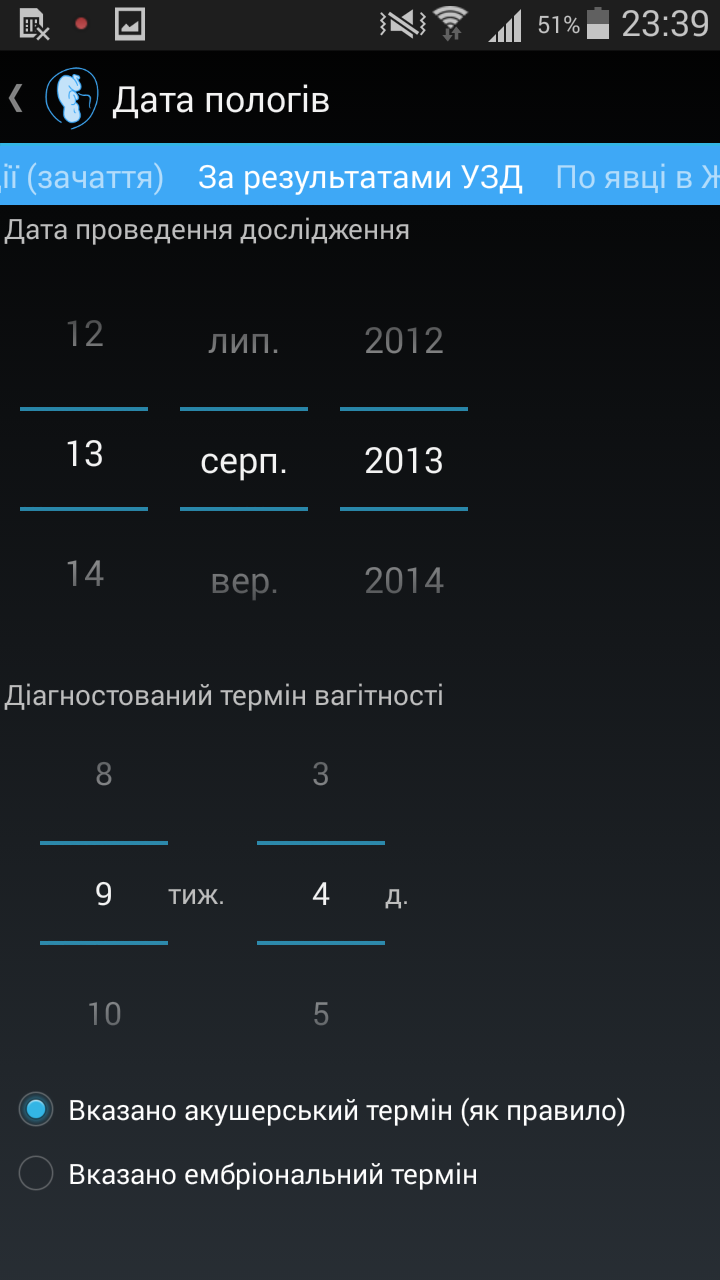 51% 23:39
Дата пологів
ії (зачаття) За результатами УЗД По явці в Ж
Дата проведення дослідження
12 лип. 2012
13 серп. 2013
14 вер. 2014
Діагностований термін вагітності
8 3
9 тиж. 4 д.
10 5
Вказано акушерський термін (як правило)
Вказано ембріональний термін